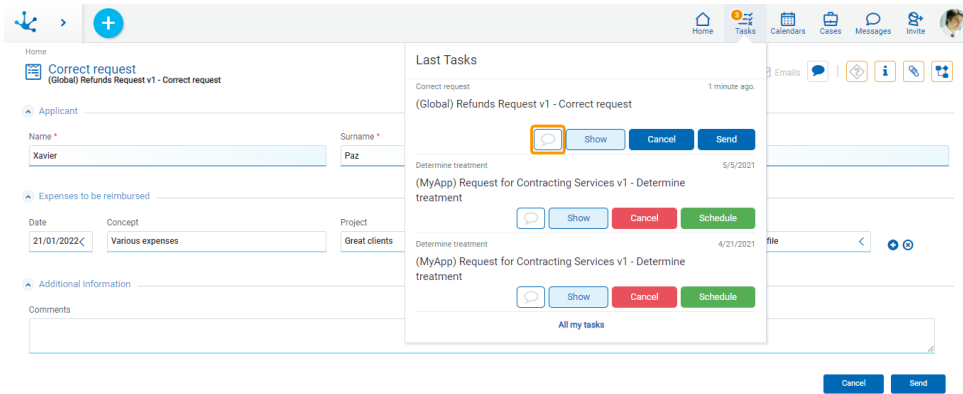 3
Home
Tasks
Calendars
Cases
Messages
Invite
Home
Correct request
(Global) Refunds Request v1 - Correct request
Emails
Applicant
Name *
Surname *
Xavier
Paz
Expenses to be reimbursed
Date
Concept
Project
file
21/01/2022
Various expenses
Great clients
Additional Information
Comments
Cancel
Send
Last Tasks
Correct request
1 minute ago.
(Global) Refunds Request v1 - Correct request
Show
Cancel
Send
Determine treatment
5/5/2021
(MyApp) Request for Contracting Services v1 - Determine
treatment
Show
Cancel
Schedule
Determine treatment
4/21/2021
(MyApp) Request for Contracting Services v1 - Determine
treatment
Show
Cancel
Schedule
All my tasks